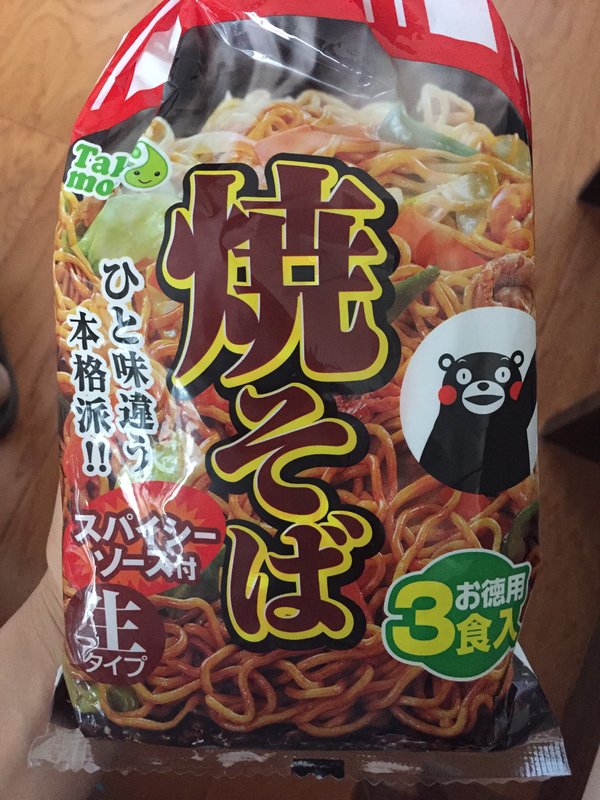 焼そば
ひと味違う
本格派!!
スパイシー
ソース付
生
タイプ
お徳用
3食入